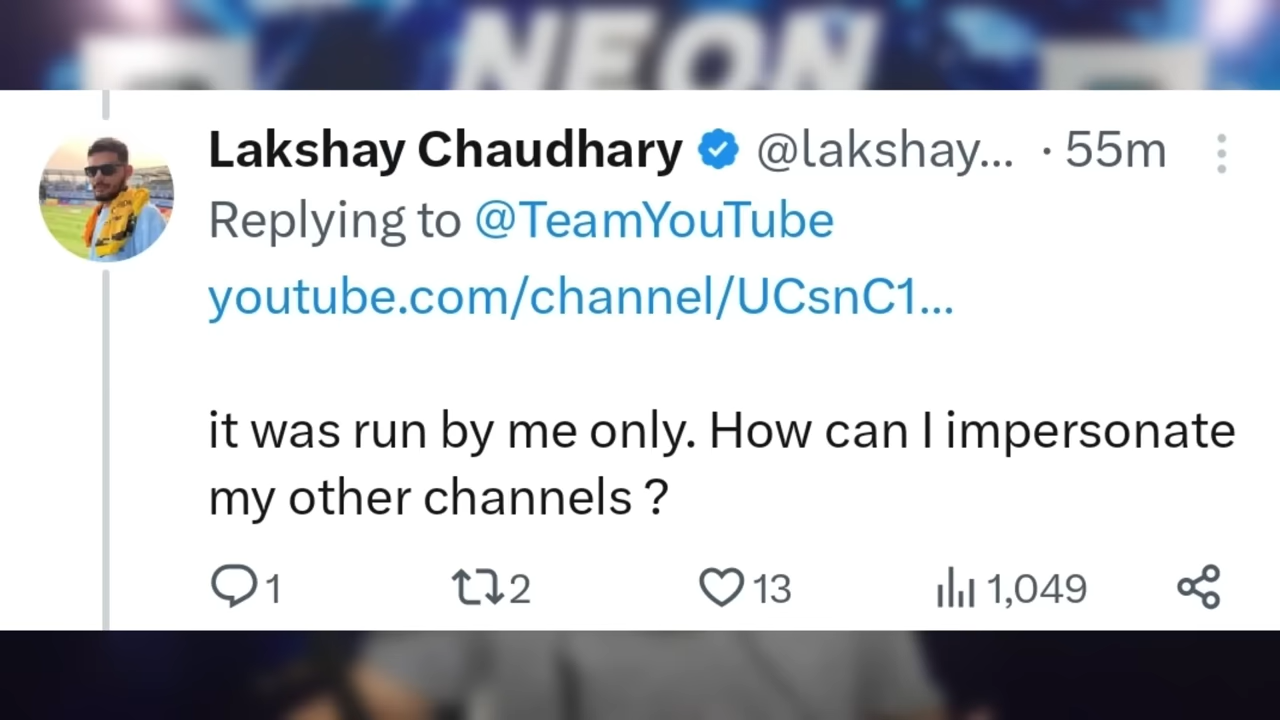 NEON
Lakshay Chaudhary @lakshay... · 55m
Replying to @TeamYouTube
youtube.com/channel/UCsnC1...
it was run by me only. How can I impersonate
my other channels ?
1 2 13 1,049